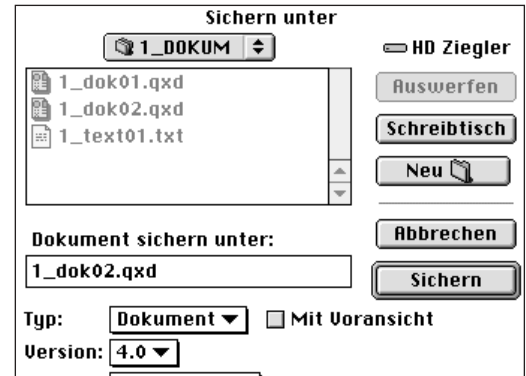 Sichern unter
1_DOKUM
HD Ziegler
1_dok01.qxd
1_dok02.qxd
1_text01.txt
Auswerfen
Schreibtisch
Neu
Dokument sichern unter:
1_dok02.qxd
Abbrechen
Sichern
Typ: Dokument Mit Voransicht
Version: 4.0